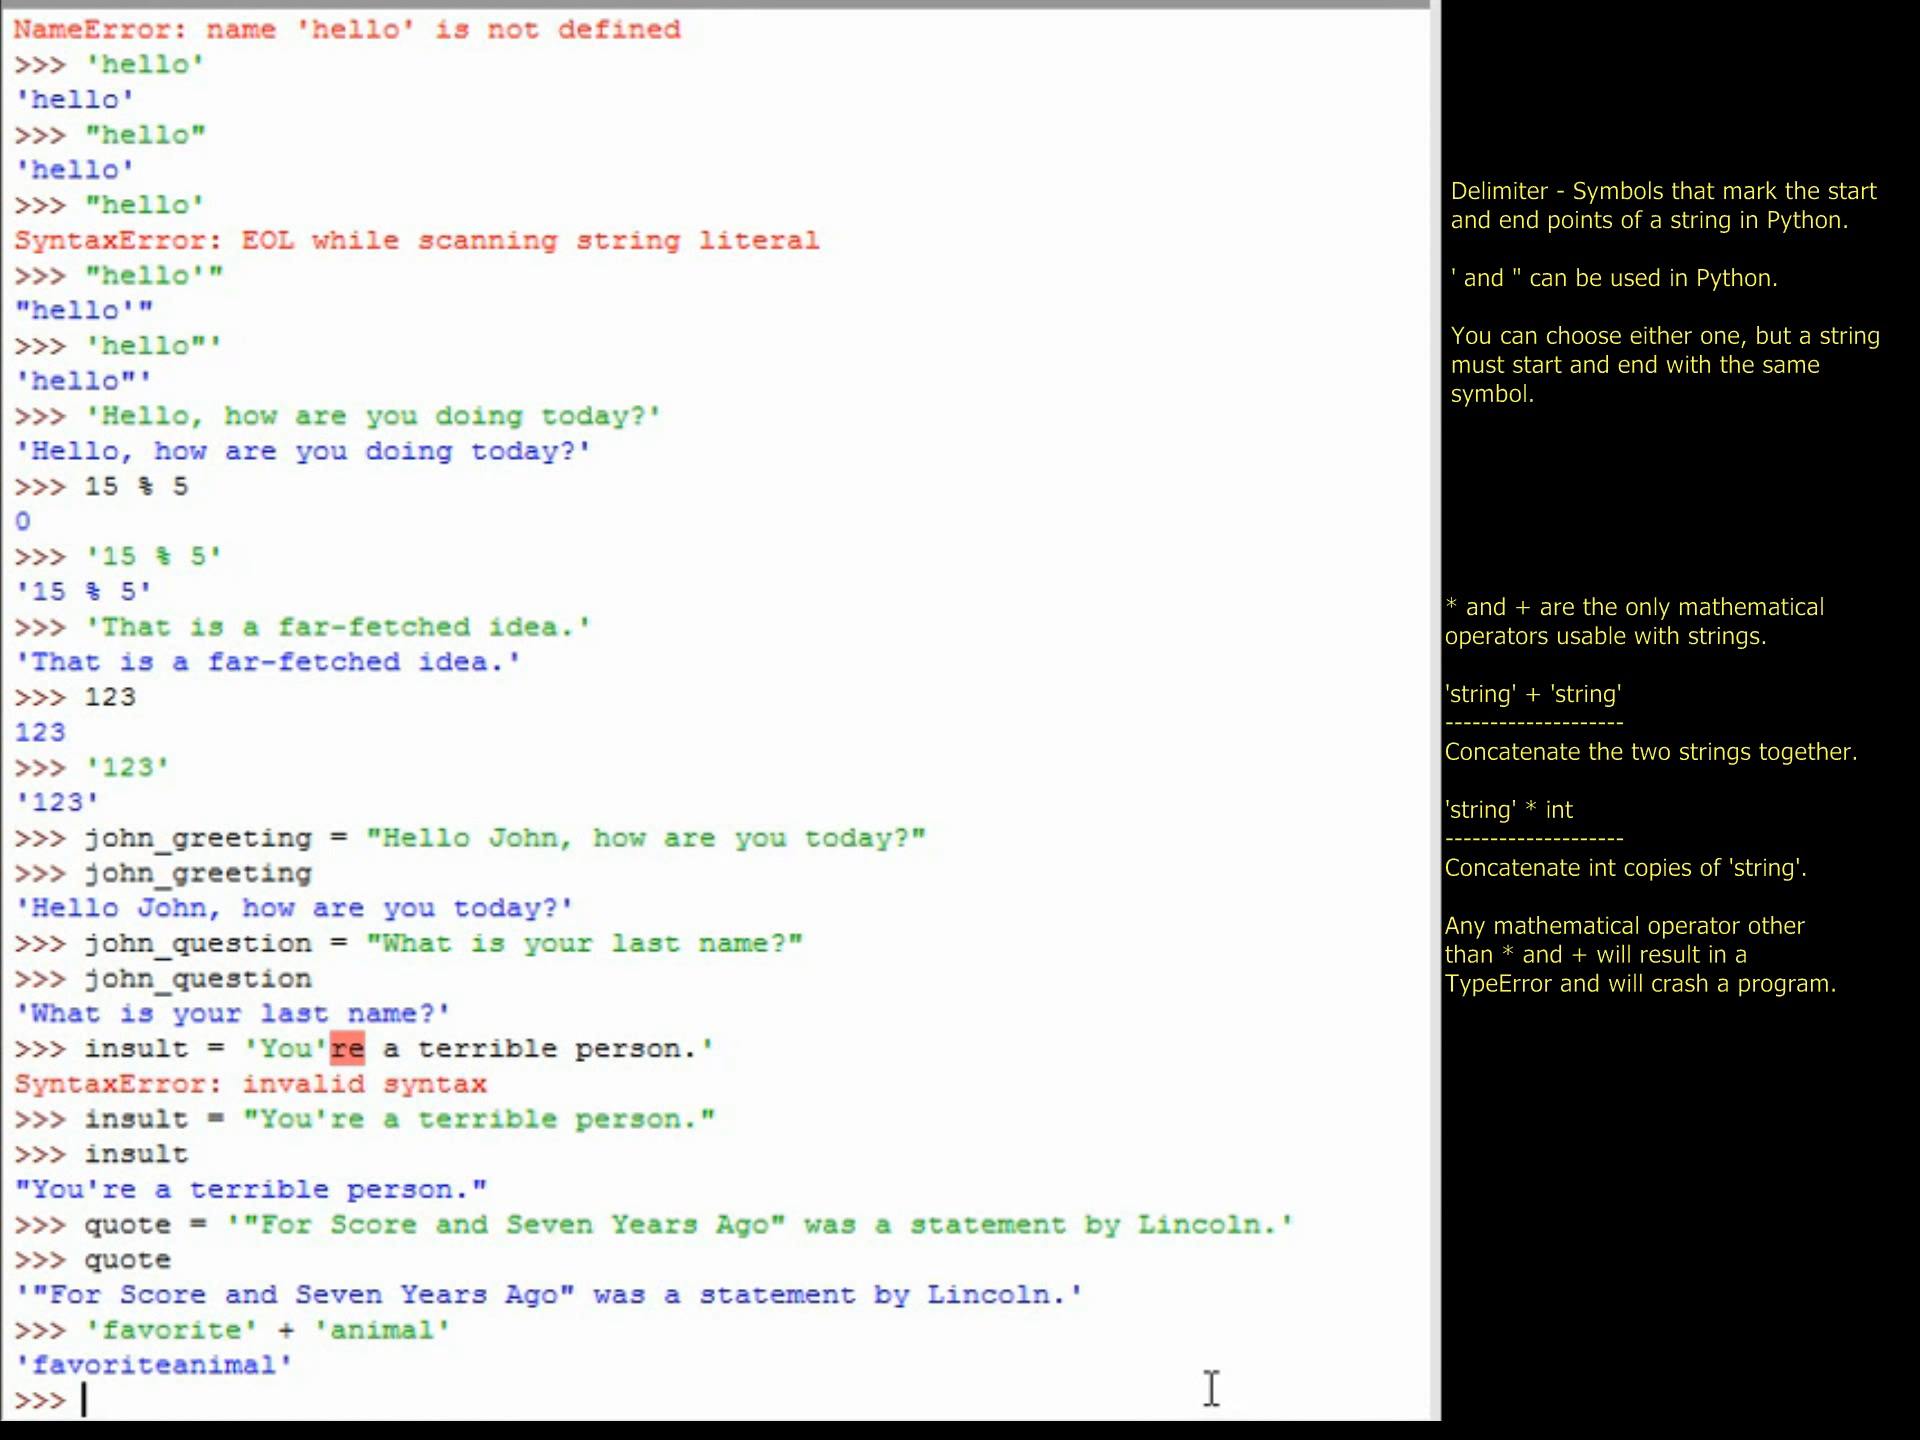 NameError: name 'hello' is not defined
>>> 'hello'
'hello'
>>> "hello"
'hello'
>>> "hello'
SyntaxError: EOL while scanning string literal
>>> "hello'"
"hello'"
>>> 'hello"'
'hello"'
>>> 'Hello, how are you doing today?'
'Hello, how are you doing today?'
>>> 15 % 5
0
>>> '15 % 5'
'15 % 5'
>>> 'That is a far-fetched idea.'
'That is a far-fetched idea.'
>>> 123
123
>>> '123'
'123'
>>> john_greeting = "Hello John, how are you today?"
>>> john_greeting
'Hello John, how are you today?'
>>> john_question = "What is your last name?"
>>> john_question
'What is your last name?'
>>> insult = 'You're a terrible person.'
SyntaxError: invalid syntax
>>> insult = "You're a terrible person."
>>> insult
"You're a terrible person."
>>> quote = '"For Score and Seven Years Ago" was a statement by Lincoln.'
>>> quote
'"For Score and Seven Years Ago" was a statement by Lincoln.'
>>> 'favorite' + 'animal'
'favoriteanimal'
>>>
Delimiter - Symbols that mark the start
and end points of a string in Python.
' and " can be used in Python.
You can choose either one, but a string
must start and end with the same
symbol.
* and + are the only mathematical
operators usable with strings.
'string' + 'string'
--------------------
Concatenate the two strings together.
'string' * int
--------------------
Concatenate int copies of 'string'.
Any mathematical operator other
than * and + will result in a
TypeError and will crash a program.